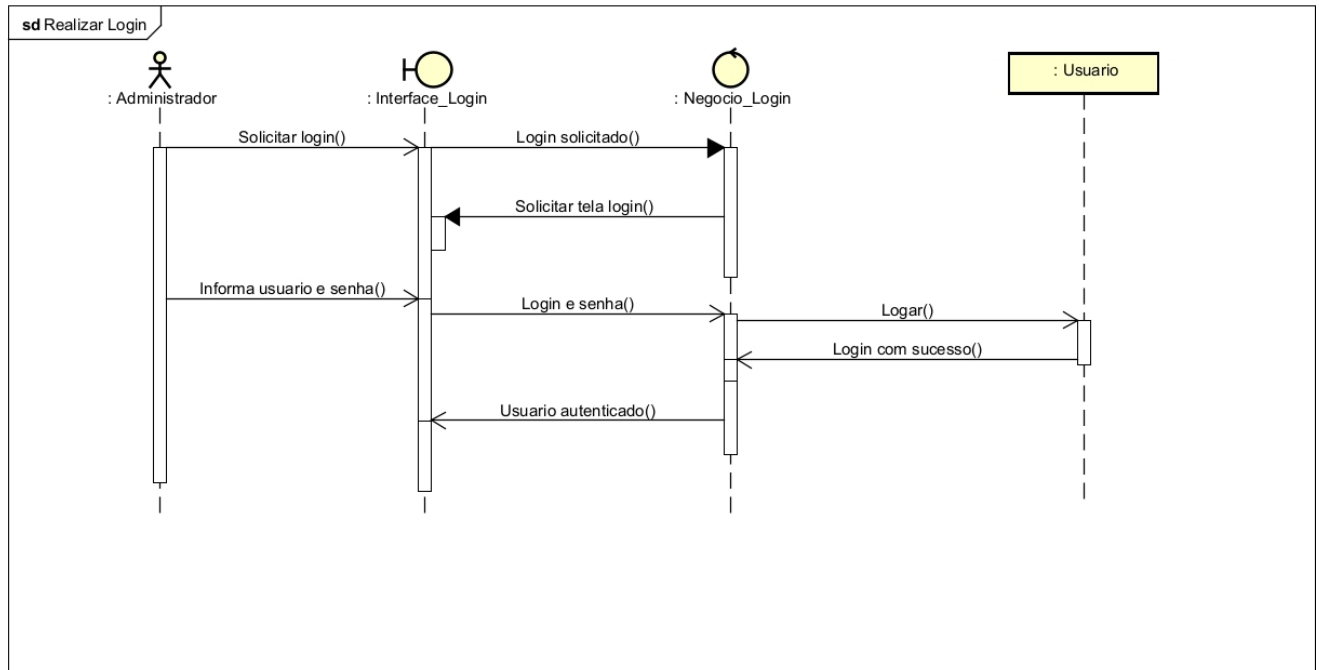 sd Realizar Login
: Administrador
: Interface_Login
: Negocio_Login
: Usuario
Solicitar login()
Login solicitado()
Solicitar tela login()
Informa usuario e senha()
Login e senha()
Logar()
Login com sucesso()
Usuario autenticado()